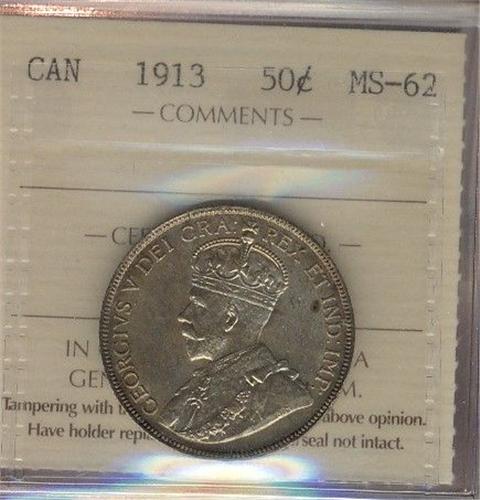 CAN 1913 50¢ MS-62
— COMMENTS —
GEORGIVS V DEI GRA: REX ET IND: IMP:
IN
Tampering with above opinion.
Have holder seal not intact.